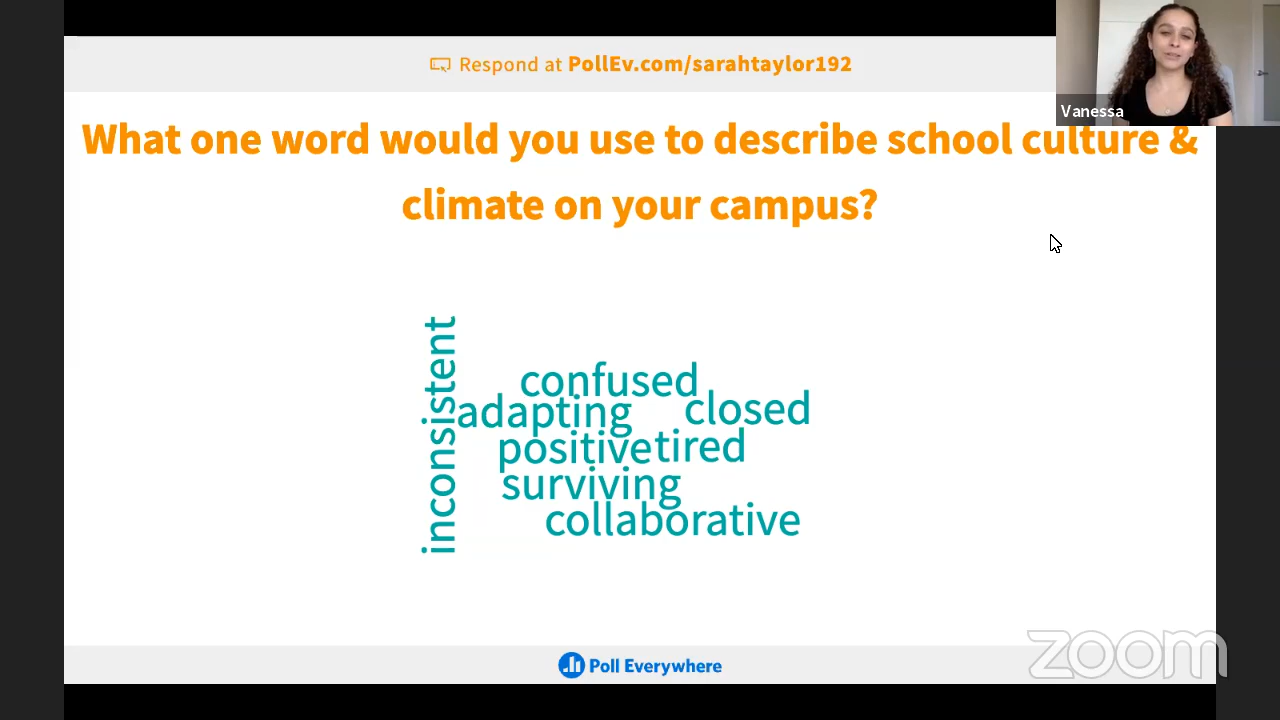 Respond at PollEv.com/sarahtaylor192
Vanessa
What one word would you use to describe school culture &
climate on your campus?
inconsistent
confused
adapting
closed
positive
tired
surviving
collaborative
Poll Everywhere
zoom